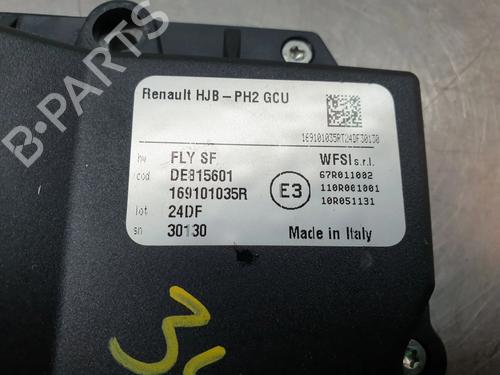 Renault HJB-PH2 GCU
169101035RT24DF30130
hw FLY SF
cod DE815601
169101035R
lot 24DF
sn 30130
WFSI s.r.l.
67R011002
110R001001
10R051131
E3
Made in Italy
B-PARTS